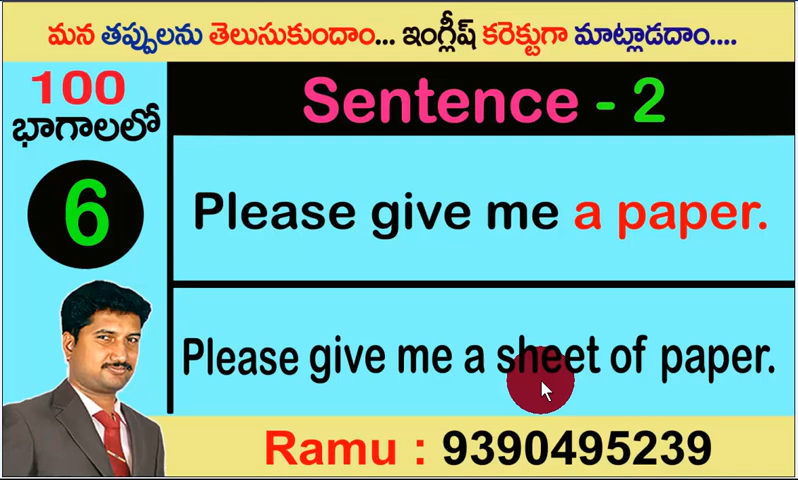 మన తప్పులను తెలుసుకుందాం... ఇంగ్లీష్ కరెక్టుగా మాట్లాడదాం....
100
భాగాలలో
6
Sentence - 2
Please give me a paper.
Please give me a sheet of paper.
Ramu : 9390495239